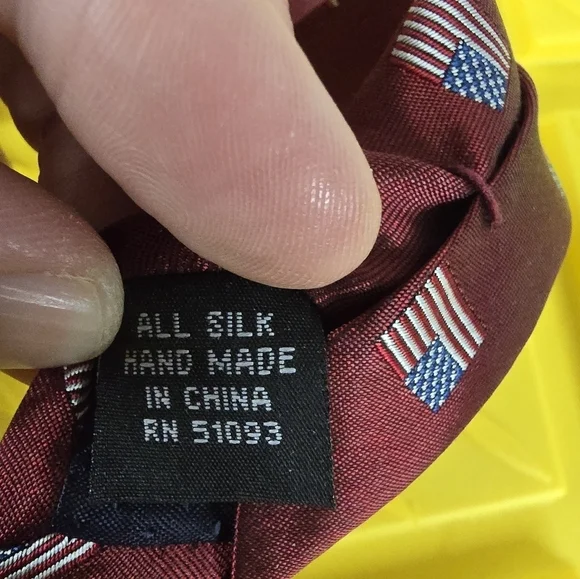 ALL SILK
HAND MADE
IN CHINA
RN 51093